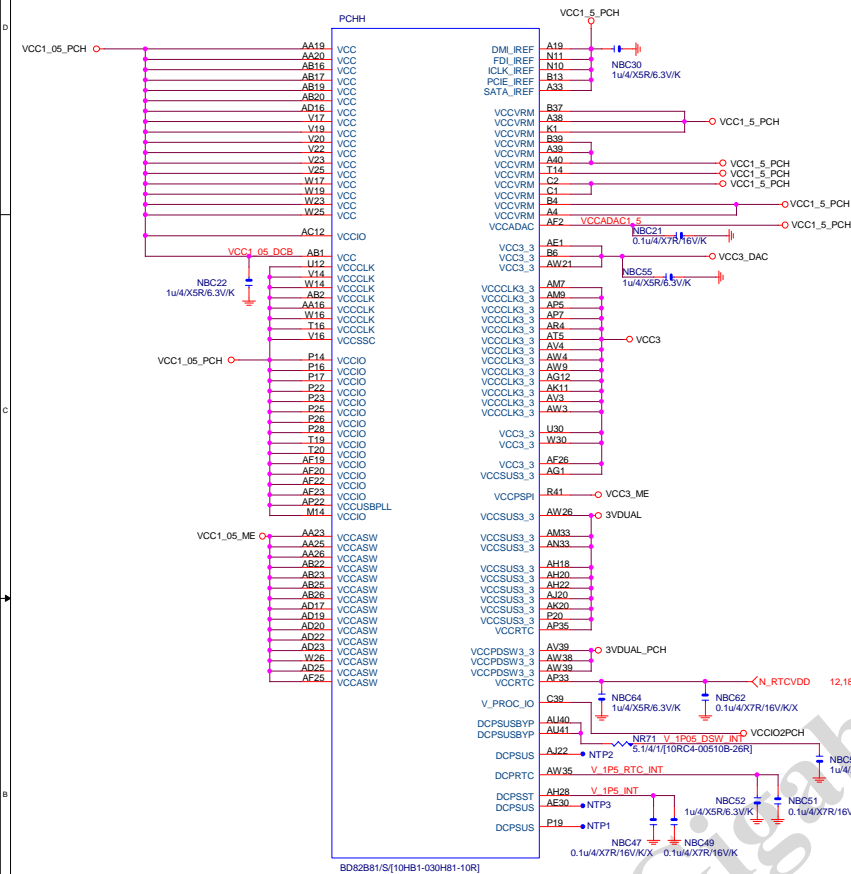 VCC1_5_PCH
PCHH
D
VCC1_05_PCH
AA19 VCC
AA20 VCC
AB16 VCC
AB17 VCC
AB19 VCC
AB20 VCC
AD16 VCC
V17 VCC
V19 VCC
V20 VCC
V22 VCC
V23 VCC
V25 VCC
W17 VCC
W19 VCC
W23 VCC
W25 VCC
AC12 VCCIO
VCC1_05_DCB AB1 VCC
U12 VCCCLK
V14 VCCCLK
W14 VCCCLK
AB2 VCCCLK
AA16 VCCCLK
W16 VCCCLK
T16 VCCCLK
V16 VCCSSC
NBC22
1u/4/X5R/6.3V/K
VCC1_05_PCH
P14 VCCIO
P16 VCCIO
P17 VCCIO
P22 VCCIO
P23 VCCIO
P25 VCCIO
P26 VCCIO
P28 VCCIO
T19 VCCIO
T20 VCCIO
AF19 VCCIO
AF20 VCCIO
AF22 VCCIO
AF23 VCCIO
AP22 VCCUSBPLL
M14 VCCIO
C
VCC1_05_ME
AA23 VCCASW
AA25 VCCASW
AA26 VCCASW
AB22 VCCASW
AB23 VCCASW
AB25 VCCASW
AB26 VCCASW
AD17 VCCASW
AD19 VCCASW
AD20 VCCASW
AD22 VCCASW
AD23 VCCASW
W26 VCCASW
AD25 VCCASW
AF25 VCCASW
B
DMI_IREF A19
FDI_IREF N11
ICLK_IREF N10
PCIE_IREF B13
SATA_IREF A33
NBC30
1u/4/X5R/6.3V/K
VCCVRM B37
VCCVRM A38 VCC1_5_PCH
VCCVRM K1
VCCVRM B39
VCCVRM A39
VCCVRM A40 VCC1_5_PCH
VCCVRM T14 VCC1_5_PCH
VCCVRM C2 VCC1_5_PCH
VCCVRM C1
VCCVRM B4 VCC1_5_PCH
VCCVRM A4
VCCADAC AF2 VCCADAC1_5 VCC1_5_PCH
NBC21
0.1u/4/X7R/16V/K
VCC3_3 AE1
VCC3_3 B6 VCC3_DAC
VCC3_3 AW21
NBC55
1u/4/X5R/6.3V/K
VCCCLK3_3 AM7
VCCCLK3_3 AM9
VCCCLK3_3 AP5
VCCCLK3_3 AP7
VCCCLK3_3 AR4
VCCCLK3_3 AT5 VCC3
VCCCLK3_3 AV4
VCCCLK3_3 AW4
VCCCLK3_3 AW9
VCCCLK3_3 AG12
VCCCLK3_3 AK11
VCCCLK3_3 AV3
VCCCLK3_3 AW3
VCC3_3 U30
VCC3_3 W30
VCC3_3 AF26
VCCSUS3_3 AG1
VCCPSPI R41 VCC3_ME
VCCSUS3_3 AW26 3VDUAL
VCCSUS3_3 AM33
VCCSUS3_3 AN33
VCCSUS3_3 AH18
VCCSUS3_3 AH20
VCCSUS3_3 AH22
VCCSUS3_3 AJ20
VCCSUS3_3 AK20
VCCSUS3_3 P20
VCCRTC AP35
VCCPDSW3_3 AV39 3VDUAL_PCH
VCCPDSW3_3 AW38
VCCPDSW3_3 AW39
VCCRTC AP33 N_RTCVDD 12,18
NBC64
1u/4/X5R/6.3V/K
NBC62
0.1u/4/X7R/16V/K/X
V_PROC_IO C39 VCCIO2PCH
DCPSUSBYP AU40
DCPSUSBYP AU41
NR71 V_1P05_DSW_INT
5.1/4/1/[10RC4-00510B-26R]
DCPSUS AJ22 NTP2
DCPRTC AW35 V_1P5_RTC_INT
NBC52
1u/4/X5R/6.3V/K
NBC51
0.1u/4/X7R/16V
DCPSST AH28 V_1P5_INT
DCPSUS AE30 NTP3
DCPSUS P19 NTP1
NBC47
0.1u/4/X7R/16V/K/X
NBC49
0.1u/4/X7R/16V/K
BD82B81/S/[10HB1-030H81-10R]